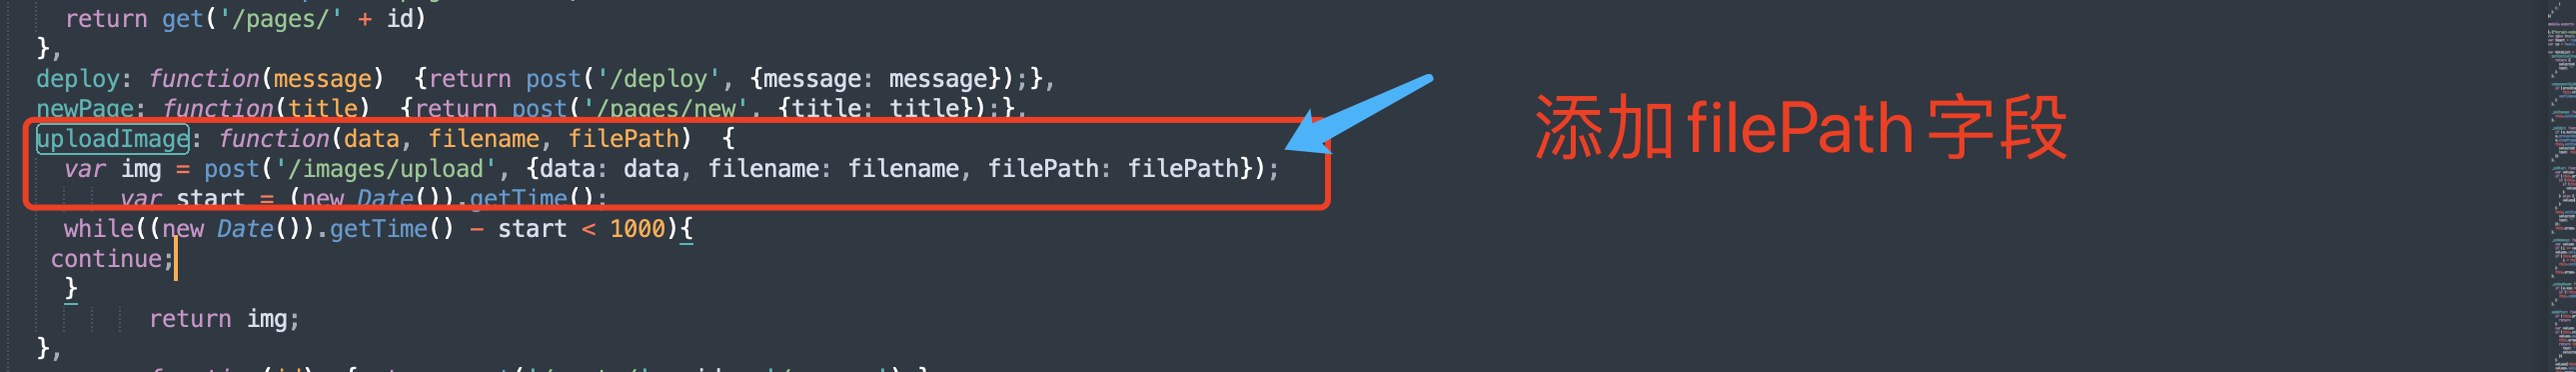 return get('/pages/' + id)
},
deploy: function(message)  {return post('/deploy', {message: message});},
newPage: function(title)  {return post('/pages/new', {title: title});},
uploadImage: function(data, filename, filePath)  {
var img = post('/images/upload', {data: data, filename: filename, filePath: filePath});
var start = (new Date()).getTime();
while((new Date()).getTime() - start < 1000){
continue;
}
return img;
},
添加 filePath 字段